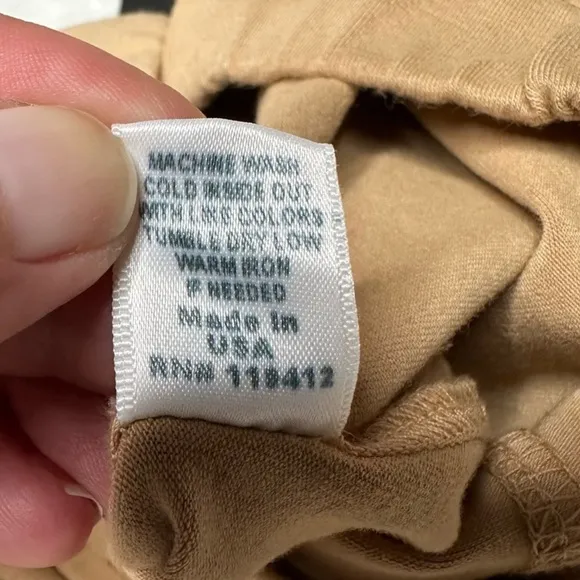 MACHINE WASH
COLD INSIDE OUT
WITH LIKE COLORS
TUMBLE DRY LOW
WARM IRON
IF NEEDED
Made In
USA
RN# 119412